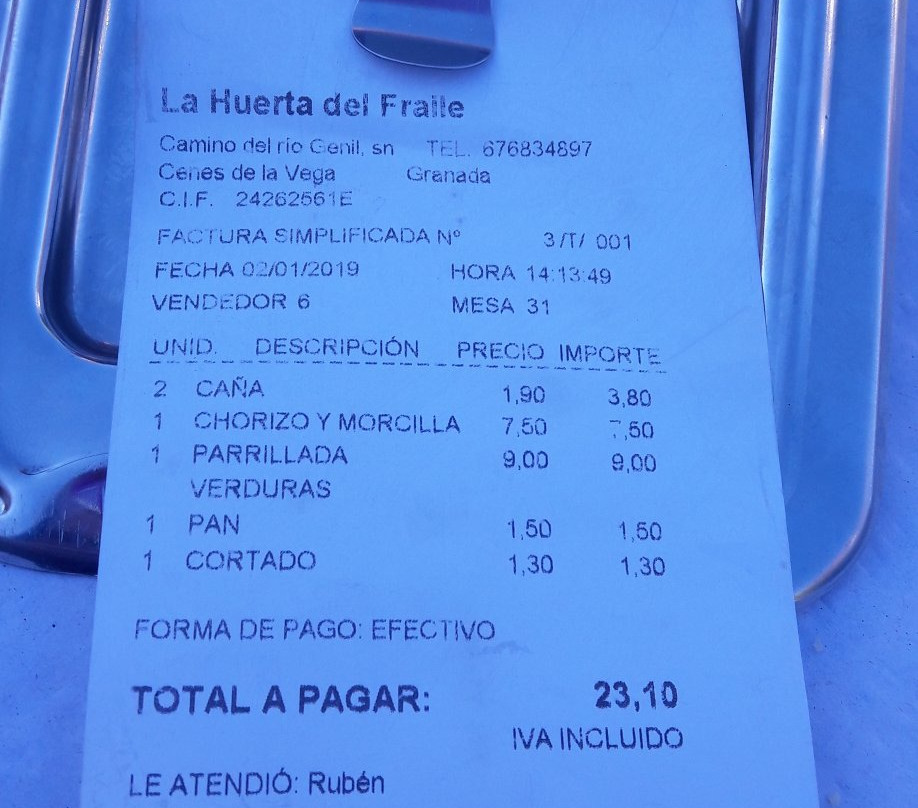 La Huerta del Fraile
Camino del río Genil, sn TEL. 676834897
Cenes de la Vega Granada
C.I.F. 24262561E
FACTURA SIMPLIFICADA Nº 3/T/ 001
FECHA 02/01/2019 HORA 14:13:49
VENDEDOR 6 MESA 31
UNID. DESCRIPCIÓN PRECIO IMPORTE
2 CAÑA 1,90 3,80
1 CHORIZO Y MORCILLA 7,50 7,50
1 PARRILLADA 9,00 9,00
VERDURAS
1 PAN 1,50 1,50
1 CORTADO 1,30 1,30
FORMA DE PAGO: EFECTIVO
TOTAL A PAGAR: 23,10
IVA INCLUIDO
LE ATENDIÓ: Rubén